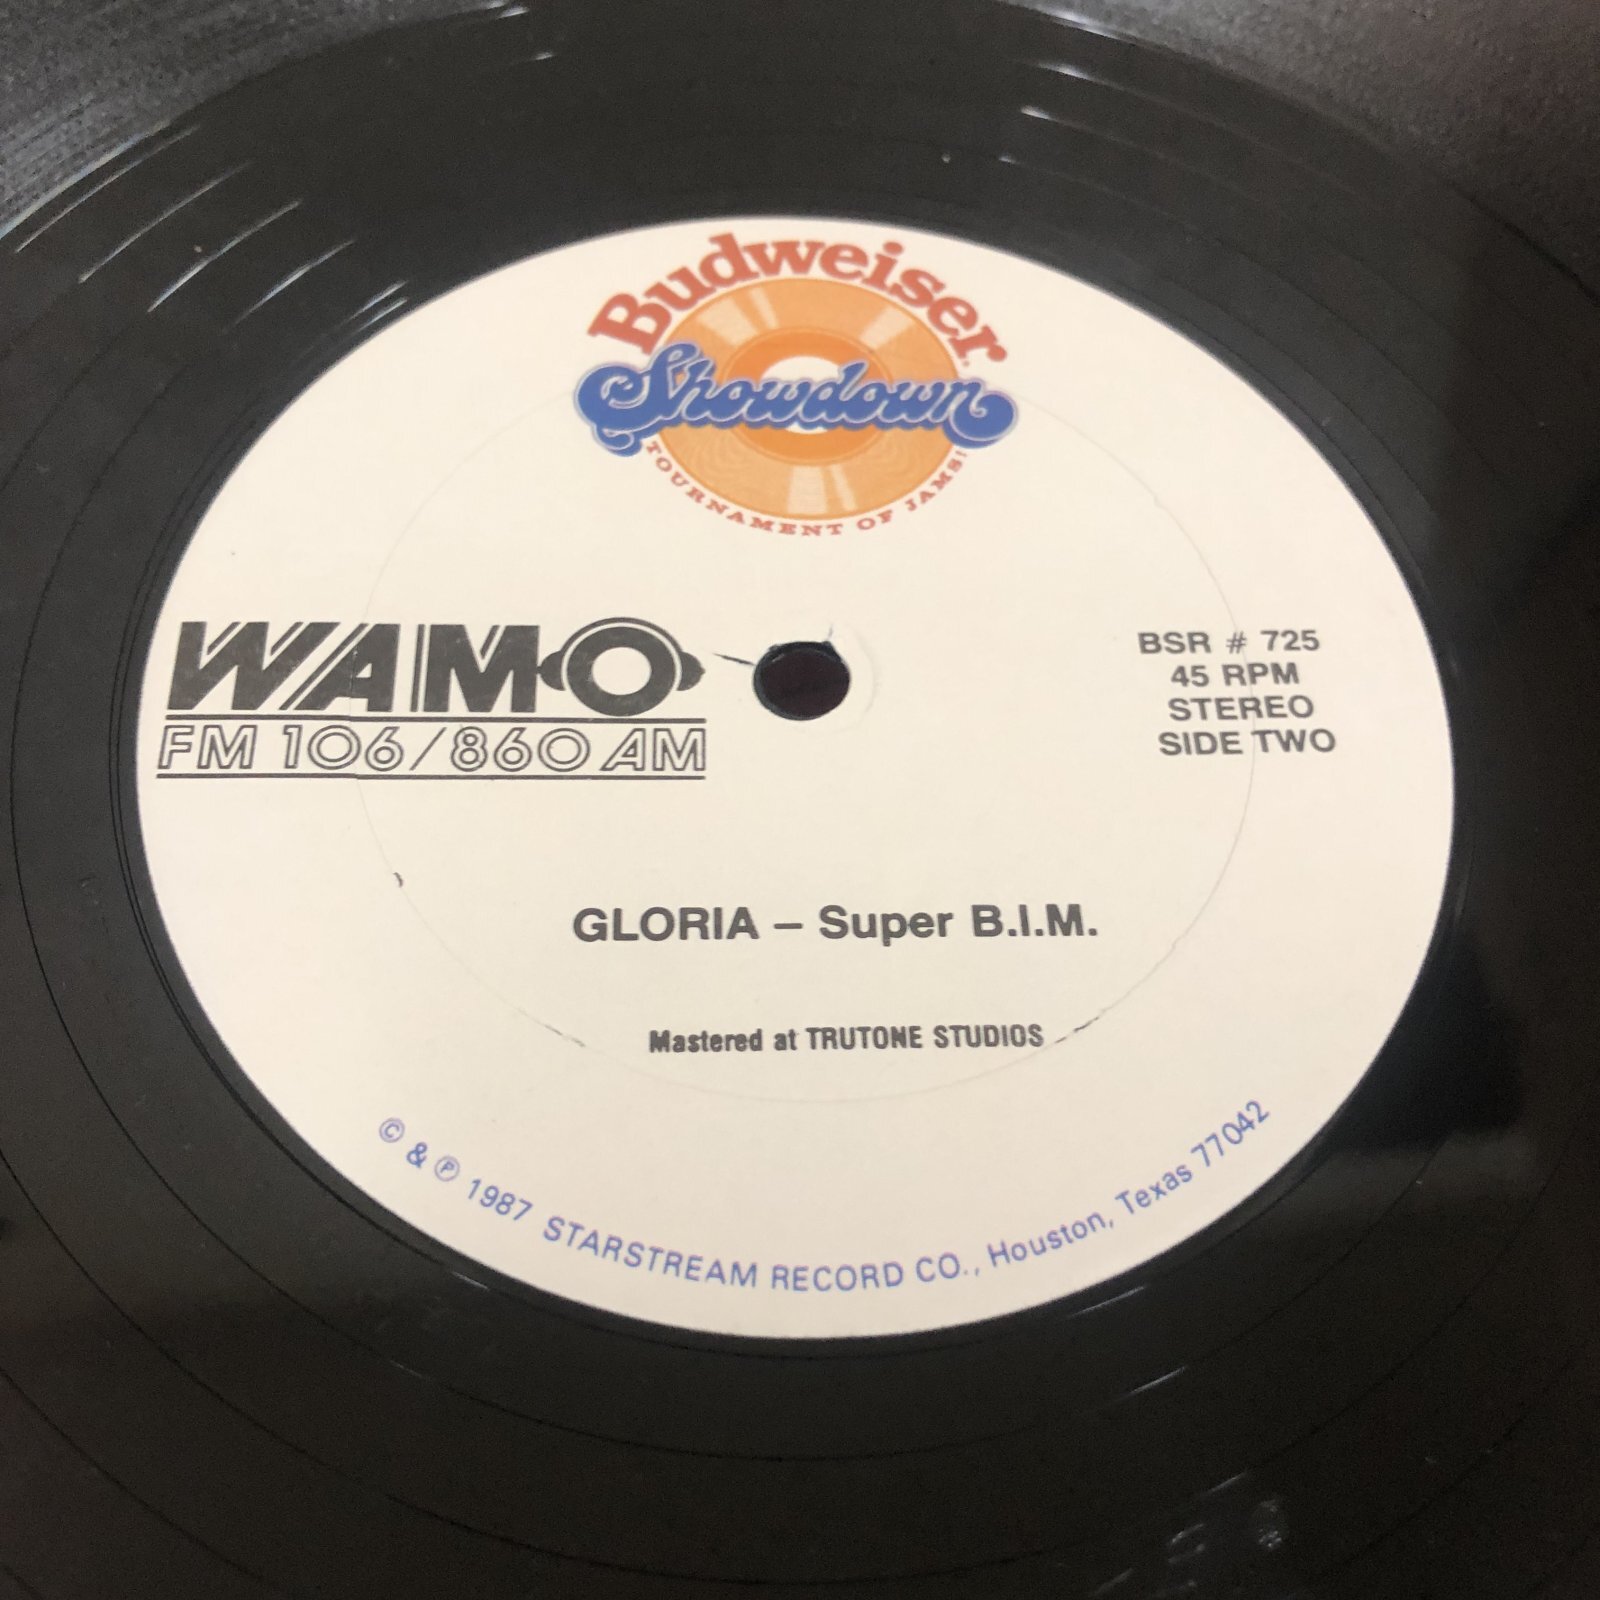 Budweiser
Showdown
TOURNAMENT OF JAMS!
WAMO
FM 106/860 AM
BSR # 725
45 RPM
STEREO
SIDE TWO
GLORIA – Super B.I.M.
Mastered at TRUTONE STUDIOS
© & ℗ 1987 STARSTREAM RECORD CO., Houston, Texas 77042